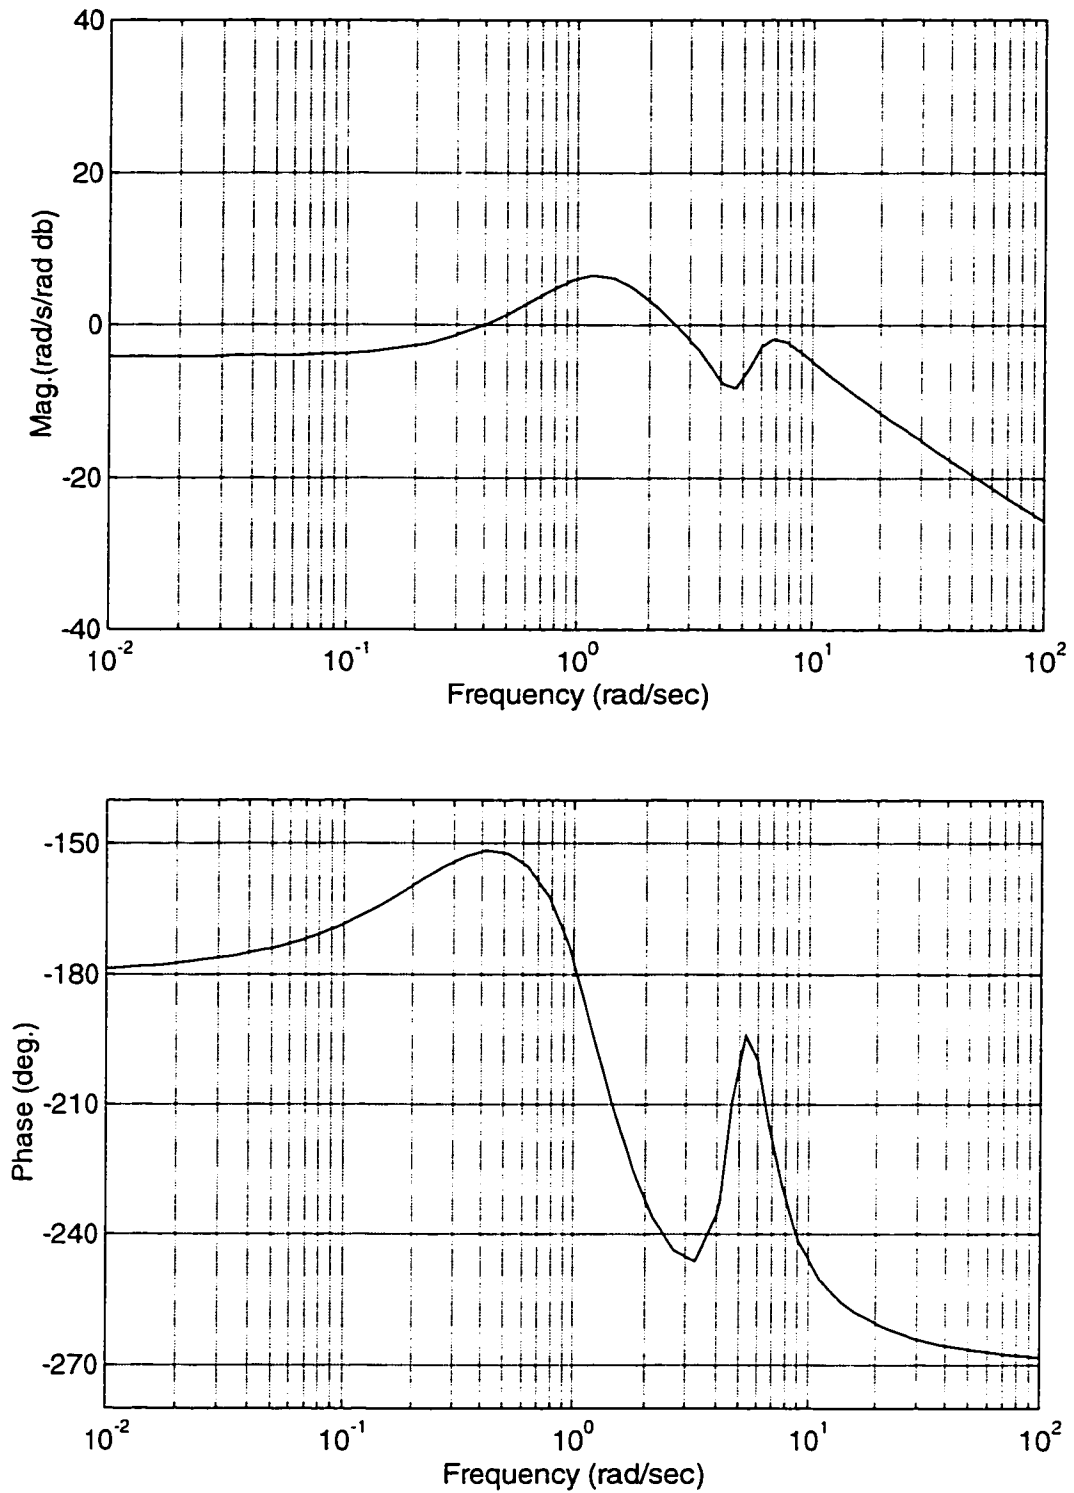 40
20
0
-20
-40
Mag.(rad/s/rad db)
10⁻² 10⁻¹ 10⁰ 10¹ 10²
Frequency (rad/sec)
-150
-180
-210
-240
-270
Phase (deg.)
10⁻² 10⁻¹ 10⁰ 10¹ 10²
Frequency (rad/sec)